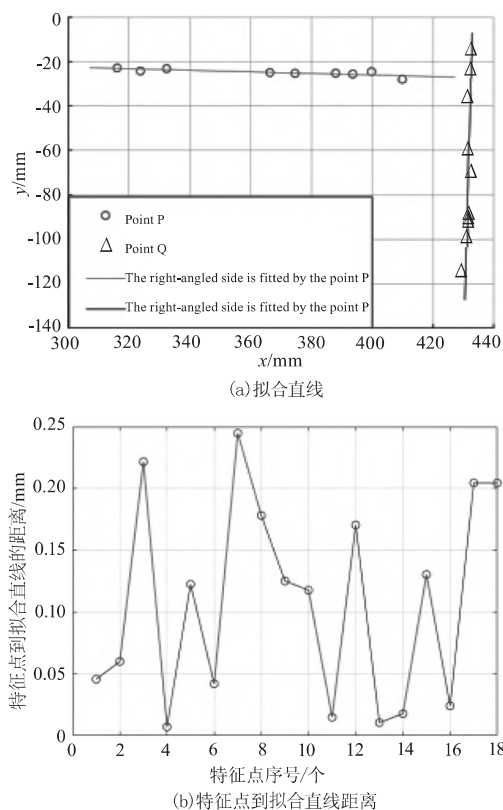 0
-20
-40
-60
-80
-100
-120
-140
y/mm
Point P
Point Q
The right-angled side is fitted by the point P
The right-angled side is fitted by the point P
300 320 340 360 380 400 420 440
x/mm
(a)拟合直线
0.25
0.20
0.15
0.10
0.05
0
特征点到拟合直线的距离/mm
0 2 4 6 8 10 12 14 16 18
特征点序号/个
(b)特征点到拟合直线距离